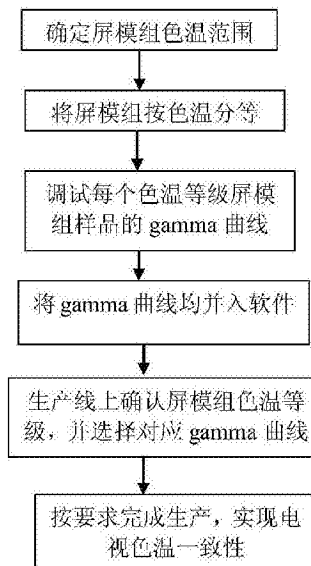 确定屏模组色温范围
将屏模组按色温分等
调试每个色温等级屏模
组样品的 gamma 曲线
将 gamma 曲线均并入软件
生产线上确认屏模组色温等
级，并选择对应 gamma 曲线
按要求完成生产，实现电
视色温一致性